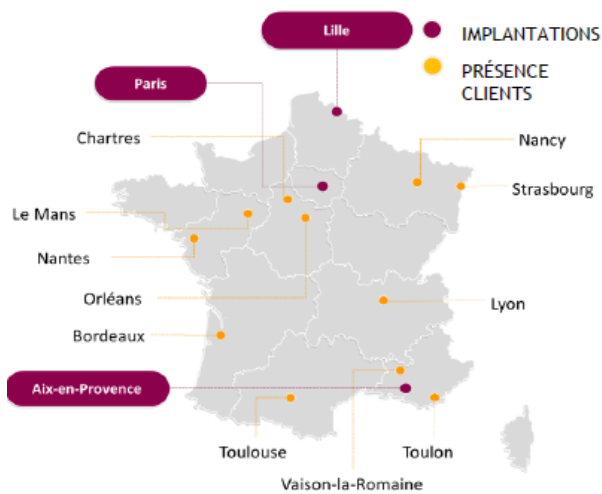 Lille
IMPLANTATIONS
PRÉSENCE
CLIENTS
Paris
Chartres
Nancy
Strasbourg
Le Mans
Nantes
Orléans
Lyon
Bordeaux
Aix-en-Provence
Toulouse
Toulon
Vaison-la-Romaine